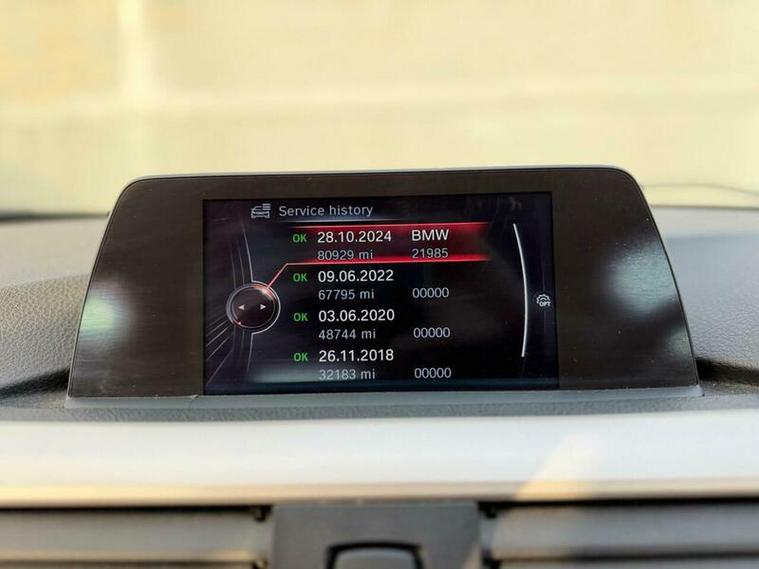 Service history
OK 28.10.2024 BMW
80929 mi 21985
OK 09.06.2022
67795 mi 00000
OK 03.06.2020
48744 mi 00000
OK 26.11.2018
32183 mi 00000
OPT